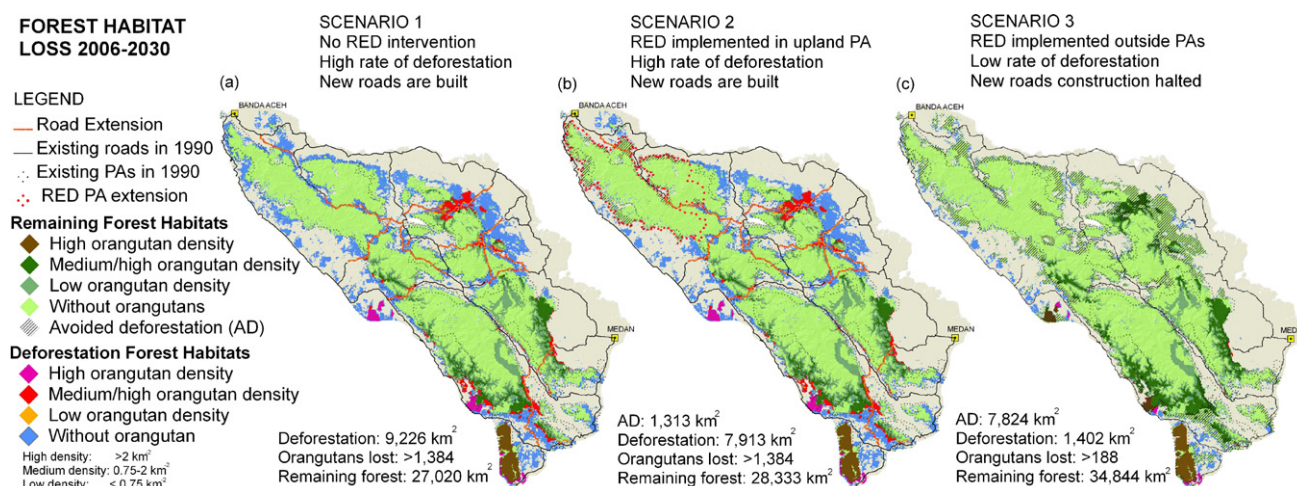 FOREST HABITAT
LOSS 2006-2030
LEGEND
Road Extension
Existing roads in 1990
Existing PAs in 1990
RED PA extension
Remaining Forest Habitats
High orangutan density
Medium/high orangutan density
Low orangutan density
Without orangutans
Avoided deforestation (AD)
Deforestation Forest Habitats
High orangutan density
Medium/high orangutan density
Low orangutan density
Without orangutan
High density: >2 km²
Medium density: 0.75-2 km²
Low density: < 0.75 km²
SCENARIO 1
No RED intervention
High rate of deforestation
New roads are built
(a)
BANDA ACEH
Deforestation: 9,226 km²
Orangutans lost: >1,384
Remaining forest: 27,020 km²
SCENARIO 2
RED implemented in upland PA
High rate of deforestation
New roads are built
(b)
BANDA ACEH
MEDAN
AD: 1,313 km²
Deforestation: 7,913 km²
Orangutans lost: >1,384
Remaining forest: 28,333 km²
SCENARIO 3
RED implemented outside PAs
Low rate of deforestation
New roads construction halted
(c)
BANDA ACEH
MEDAN
AD: 7,824 km²
Deforestation: 1,402 km²
Orangutans lost: >188
Remaining forest: 34,844 km²